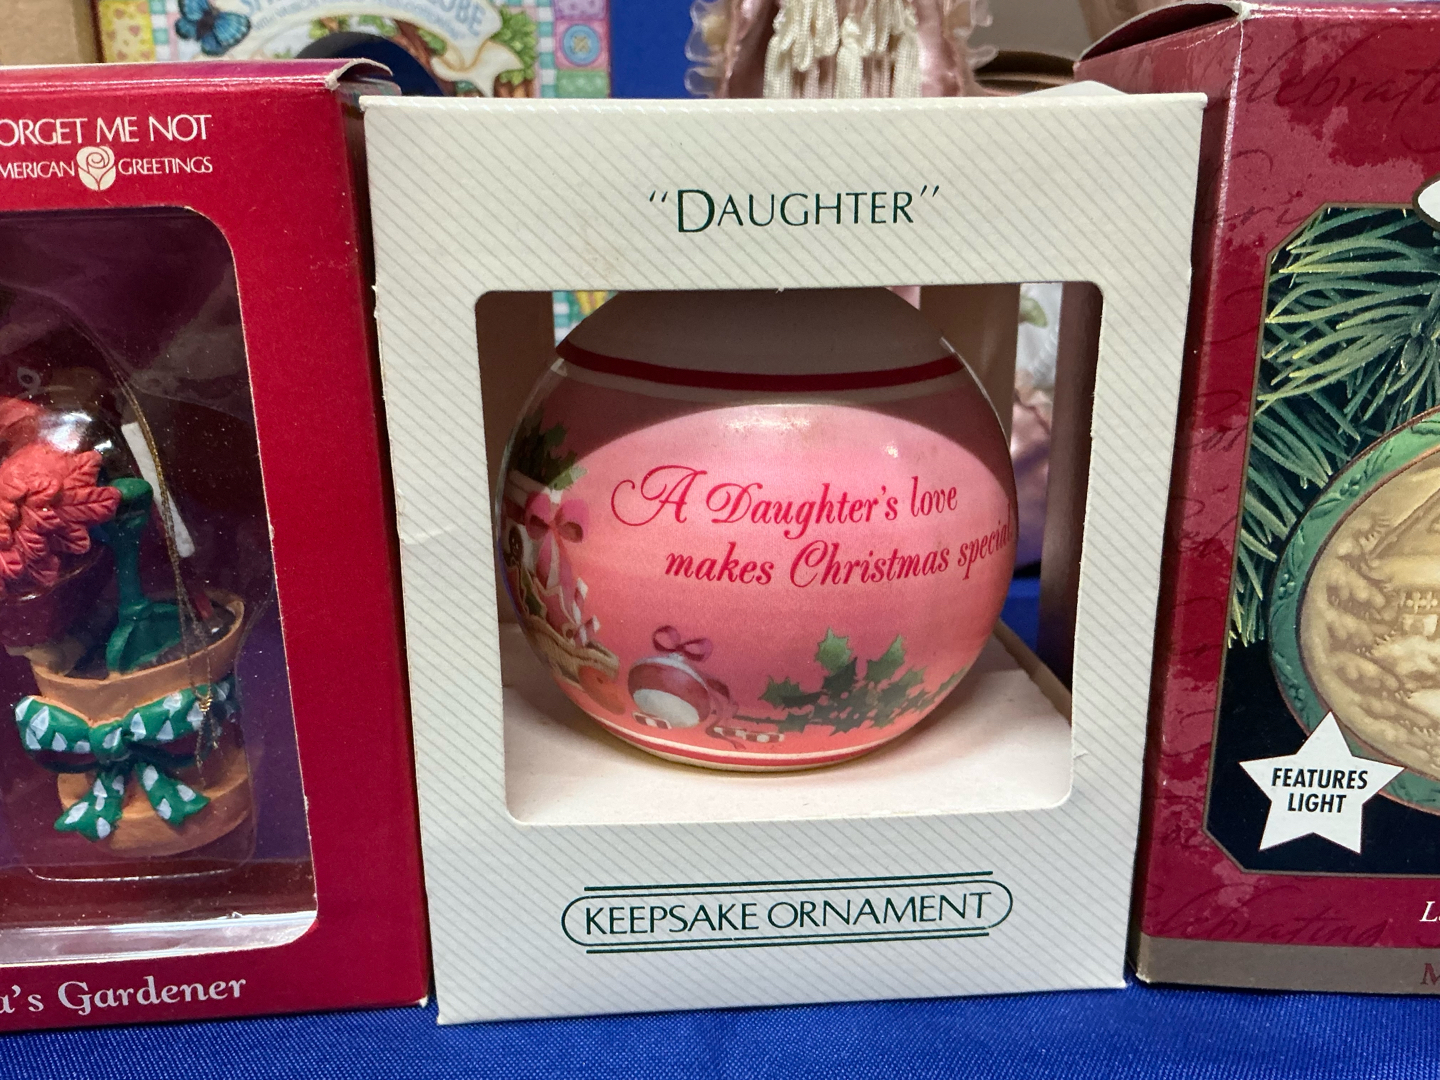 ORGET ME NOT
MERICAN GREETINGS
a's Gardener
"DAUGHTER"
A Daughter's love
makes Christmas special
KEEPSAKE ORNAMENT
FEATURES
LIGHT